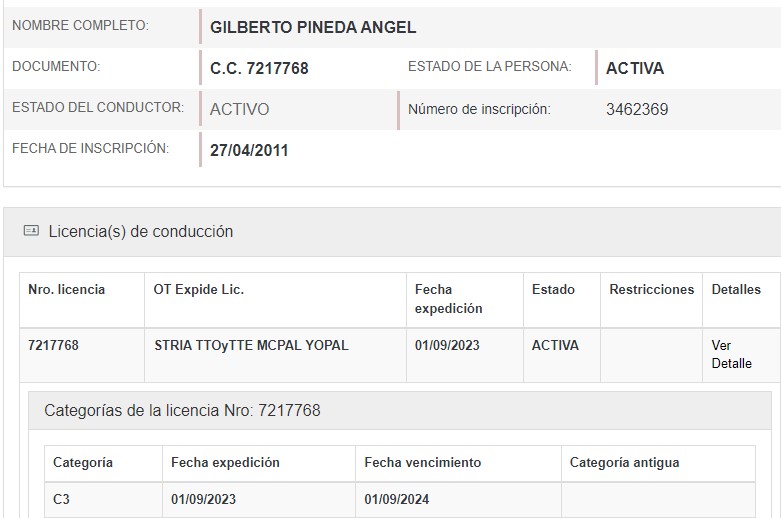 NOMBRE COMPLETO: GILBERTO PINEDA ANGEL
DOCUMENTO: C.C. 7217768 ESTADO DE LA PERSONA: ACTIVA
ESTADO DEL CONDUCTOR: ACTIVO Número de inscripción: 3462369
FECHA DE INSCRIPCIÓN: 27/04/2011
Licencia(s) de conducción
Nro. licencia OT Expide Lic. Fecha expedición Estado Restricciones Detalles
7217768 STRIA TTOyTTE MCPAL YOPAL 01/09/2023 ACTIVA Ver Detalle
Categorías de la licencia Nro: 7217768
Categoría Fecha expedición Fecha vencimiento Categoría antigua
C3 01/09/2023 01/09/2024